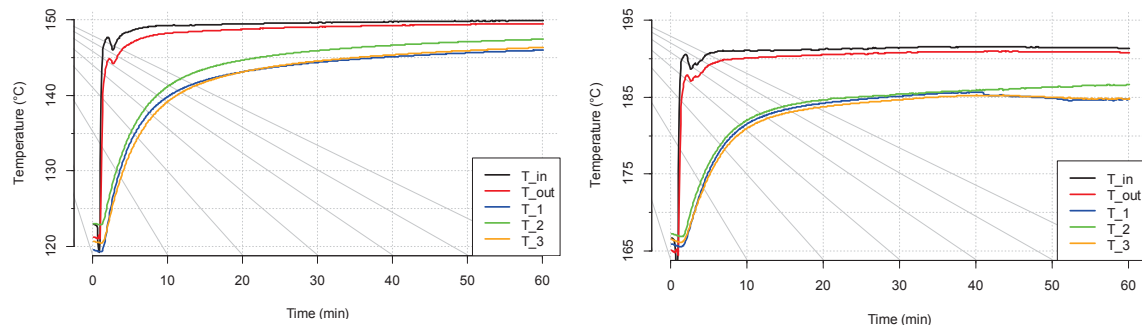 150
140
130
120
Temperature (°C)
T_in
T_out
T_1
T_2
T_3
0 10 20 30 40 50 60
Time (min)
195
185
175
165
Temperature (°C)
T_in
T_out
T_1
T_2
T_3
0 10 20 30 40 50 60
Time (min)